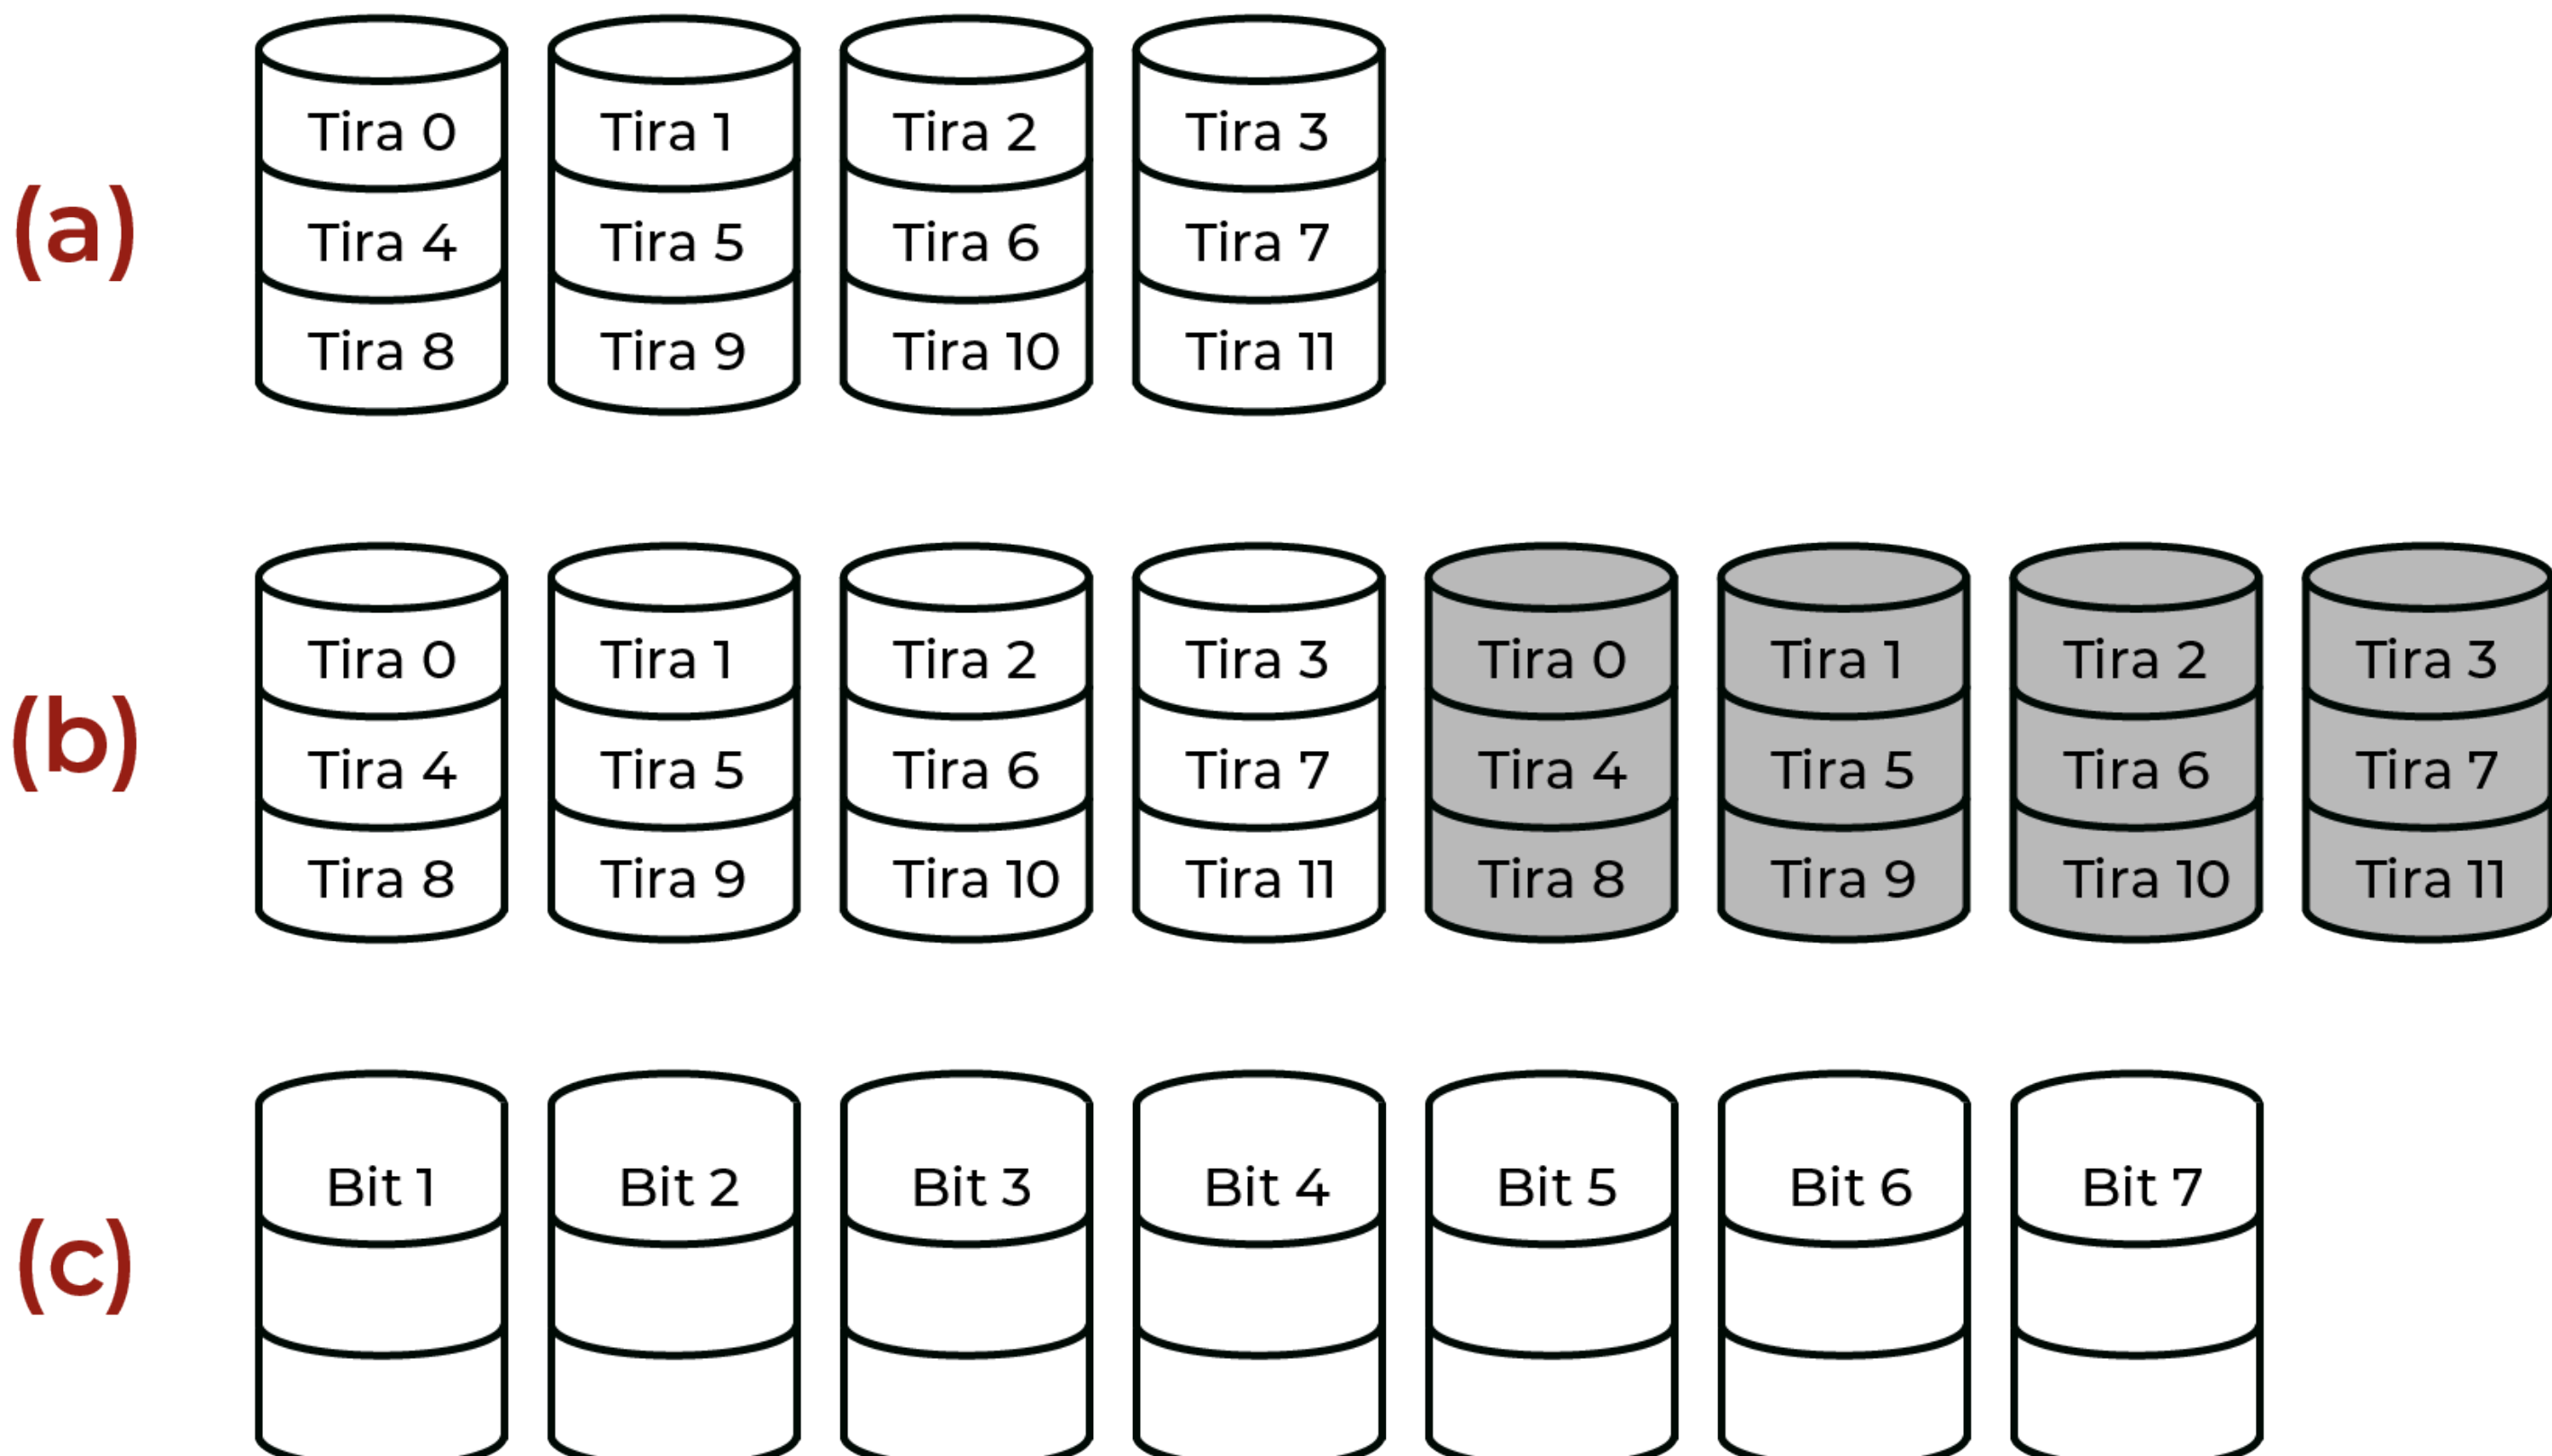 Tira 0 Tira 1 Tira 2 Tira 3
(a)
Tira 4 Tira 5 Tira 6 Tira 7
Tira 8 Tira 9 Tira 10 Tira 11
Tira 0 Tira 1 Tira 2 Tira 3 Tira 0 Tira 1 Tira 2 Tira 3
(b)
Tira 4 Tira 5 Tira 6 Tira 7 Tira 4 Tira 5 Tira 6 Tira 7
Tira 8 Tira 9 Tira 10 Tira 11 Tira 8 Tira 9 Tira 10 Tira 11
Bit 1 Bit 2 Bit 3 Bit 4 Bit 5 Bit 6 Bit 7
(c)